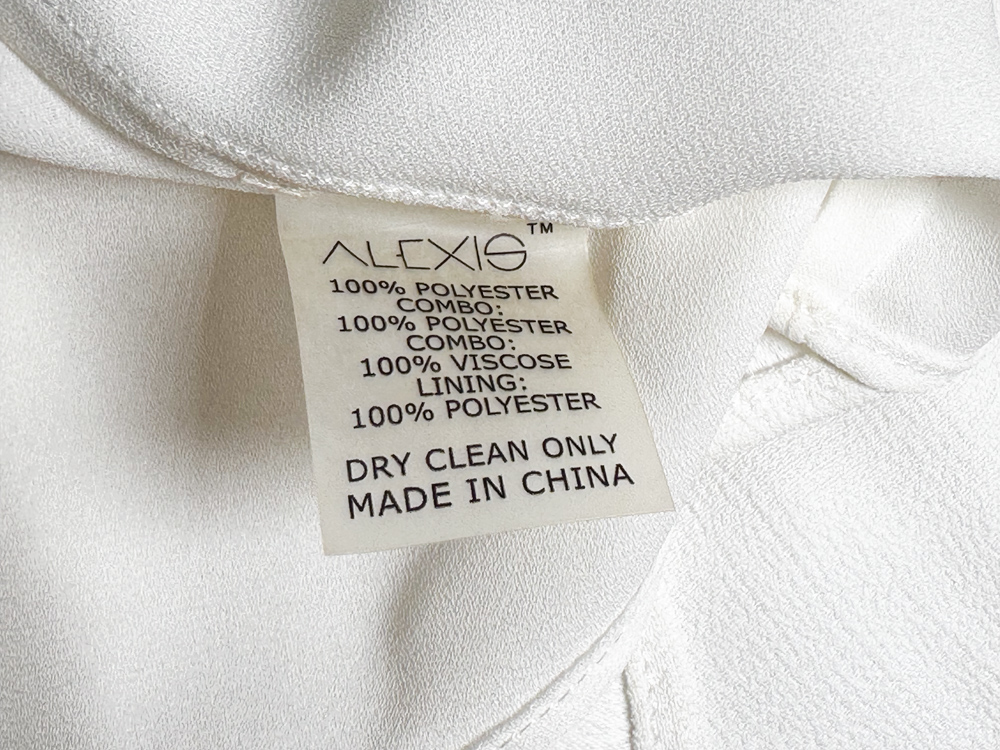 ALEXIS™
100% POLYESTER
COMBO:
100% POLYESTER
COMBO:
100% VISCOSE
LINING:
100% POLYESTER
DRY CLEAN ONLY
MADE IN CHINA